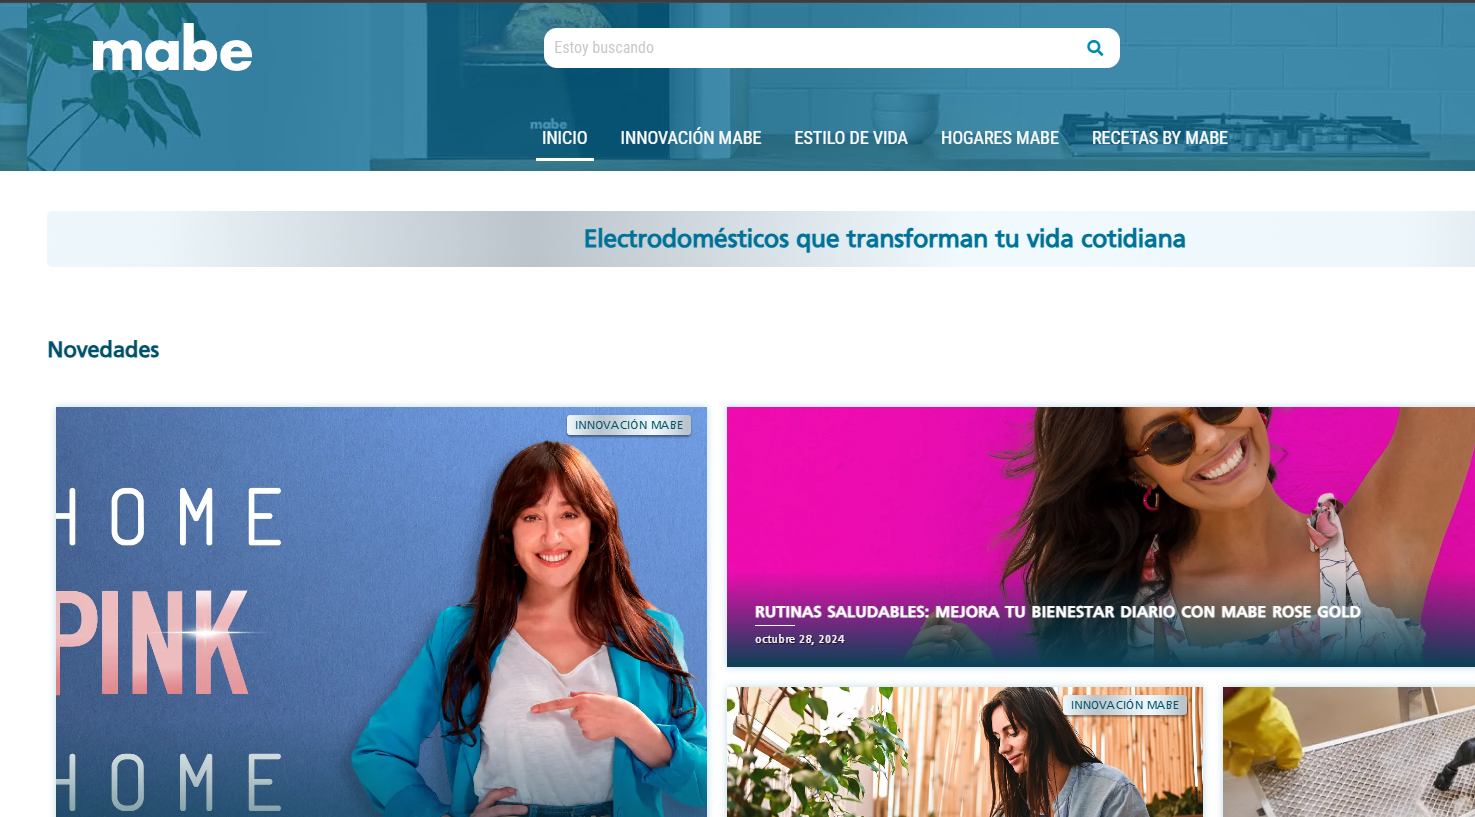 mabe
Estoy buscando
mabe
INICIO INNOVACIÓN MABE ESTILO DE VIDA HOGARES MABE RECETAS BY MABE
Electrodomésticos que transforman tu vida cotidiana
Novedades
INNOVACIÓN MABE
HOME
PINK
HOME
RUTINAS SALUDABLES: MEJORA TU BIENESTAR DIARIO CON MABE ROSE GOLD
octubre 28, 2024
INNOVACIÓN MABE